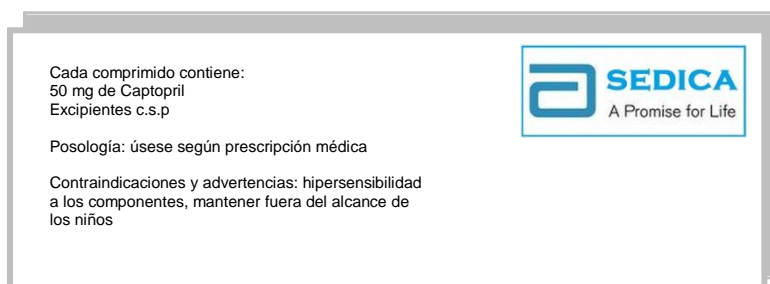 Cada comprimido contiene:
50 mg de Captopril
Excipientes c.s.p
Posología: úsese según prescripción médica
Contraindicaciones y advertencias: hipersensibilidad
a los componentes, mantener fuera del alcance de
los niños
SEDICA
A Promise for Life